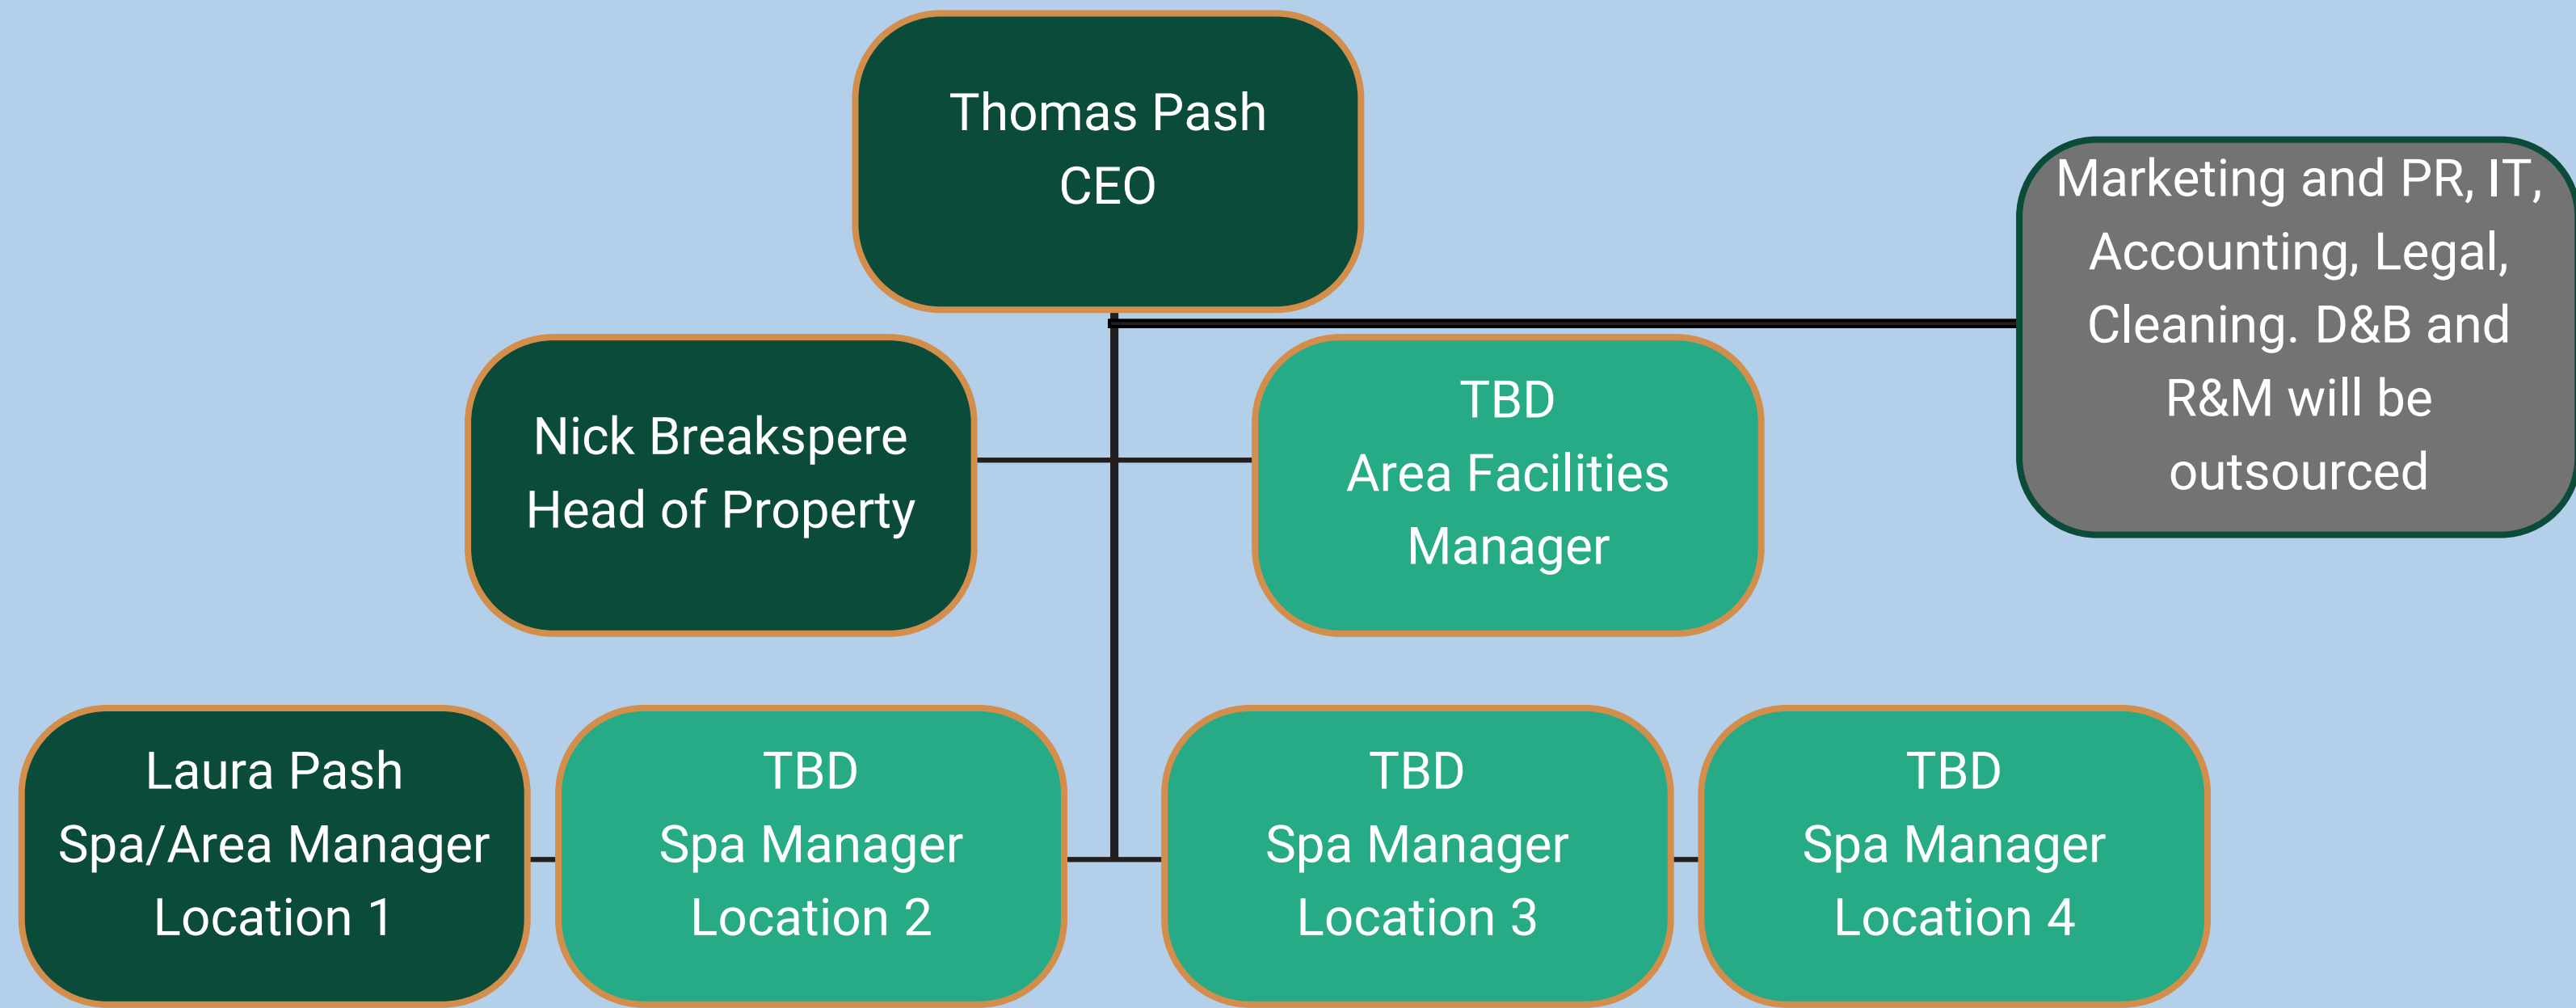 Thomas Pash
CEO
Marketing and PR, IT,
Accounting, Legal,
Cleaning. D&B and
R&M will be
outsourced
Nick Breakspere
Head of Property
TBD
Area Facilities
Manager
Laura Pash
Spa/Area Manager
Location 1
TBD
Spa Manager
Location 2
TBD
Spa Manager
Location 3
TBD
Spa Manager
Location 4